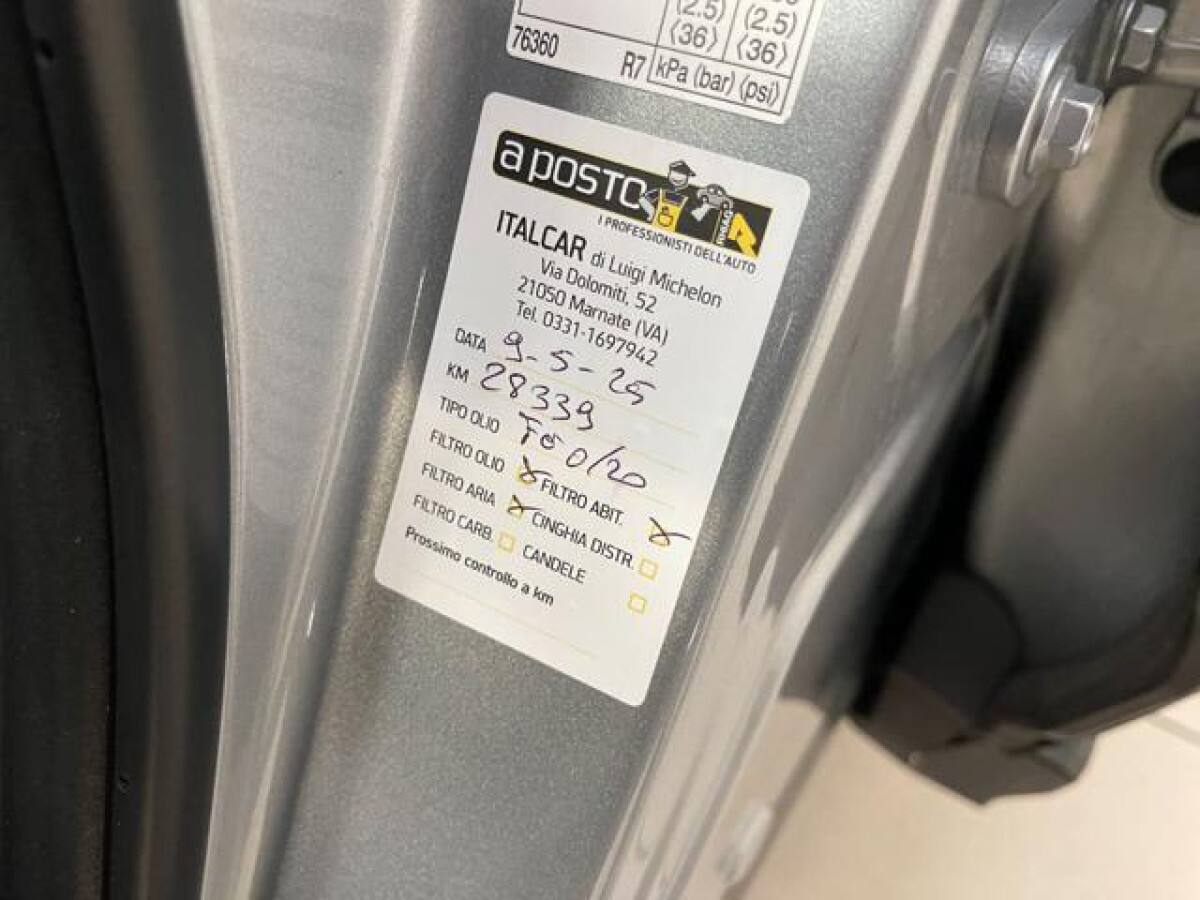 (2.5) (2.5)
⟨36⟩ ⟨36⟩
76360 R7 kPa (bar) ⟨psi⟩
a posto
I PROFESSIONISTI DELL'AUTO
ITALCAR di Luigi Michelon
Via Dolomiti, 52
21050 Marnate (VA)
Tel. 0331-1697942
DATA 9-5-25
KM 28339
TIPO OLIO 0/20
FILTRO OLIO FILTRO ABIT.
FILTRO ARIA CINGHIA DISTR.
FILTRO CARB. CANDELE
Prossimo controllo a km